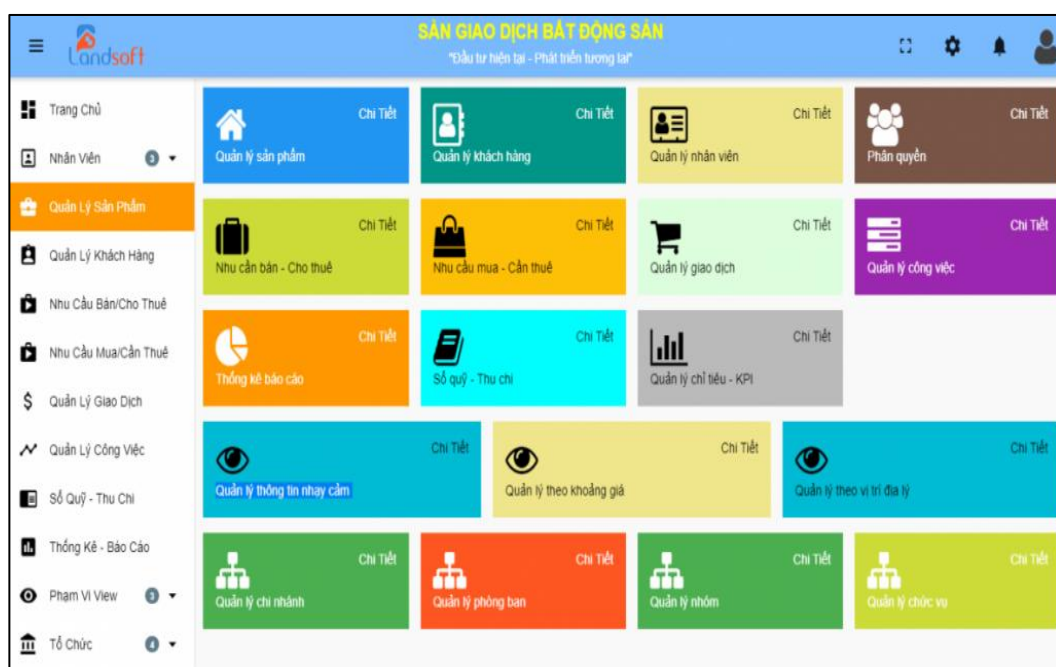 Landsoft
SÀN GIAO DỊCH BẤT ĐỘNG SẢN
"Đầu tư hiện tại - Phát triển tương lai"
Trang Chủ
Nhân Viên 3
Quản Lý Sản Phẩm
Quản Lý Khách Hàng
Nhu Cầu Bán/Cho Thuê
Nhu Cầu Mua/Cần Thuê
Quản Lý Giao Dịch
Quản Lý Công Việc
Sổ Quỹ - Thu Chi
Thống Kê - Báo Cáo
Phạm Vi View 3
Tổ Chức 4
Chi Tiết
Quản lý sản phẩm
Chi Tiết
Quản lý khách hàng
Chi Tiết
Quản lý nhân viên
Chi Tiết
Phân quyền
Chi Tiết
Nhu cần bán - Cho thuê
Chi Tiết
Nhu cầu mua - Cần thuê
Chi Tiết
Quản lý giao dịch
Chi Tiết
Quản lý công việc
Chi Tiết
Thống kê báo cáo
Chi Tiết
Sổ quỹ - Thu chi
Chi Tiết
Quản lý chỉ tiêu - KPI
Chi Tiết
Quản lý thông tin nhạy cảm
Chi Tiết
Quản lý theo khoảng giá
Chi Tiết
Quản lý theo vị trí địa lý
Chi Tiết
Quản lý chi nhánh
Chi Tiết
Quản lý phòng ban
Chi Tiết
Quản lý nhóm
Chi Tiết
Quản lý chức vụ